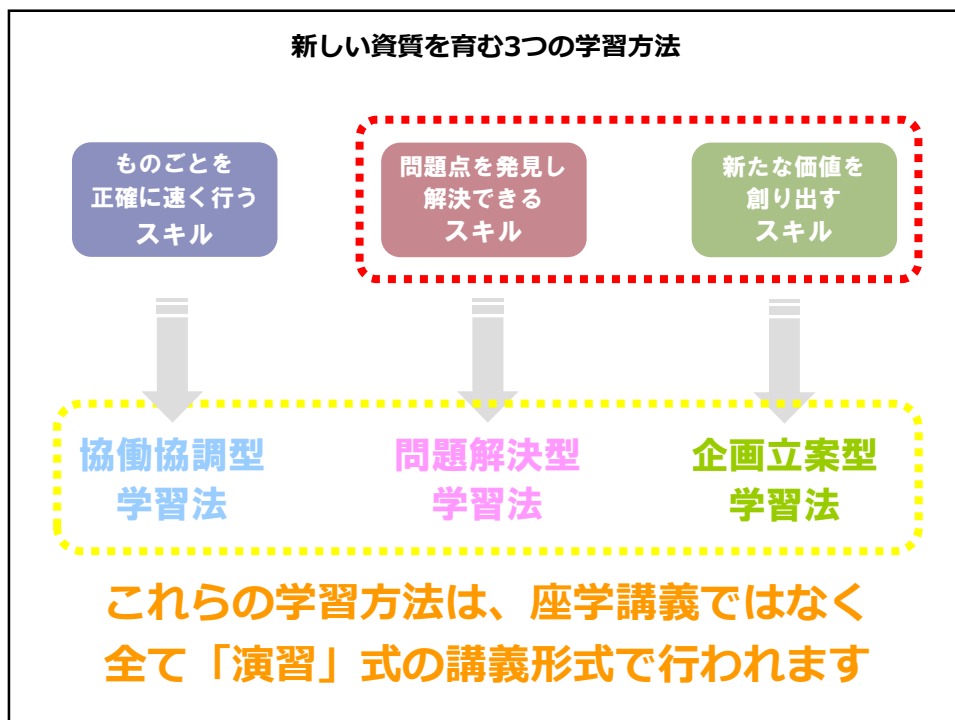 新しい資質を育む3つの学習方法
ものごとを
正確に速く行う
スキル
問題点を発見し
解決できる
スキル
新たな価値を
創り出す
スキル
協働協調型
学習法
問題解決型
学習法
企画立案型
学習法
これらの学習方法は、座学講義ではなく
全て「演習」式の講義形式で行われます